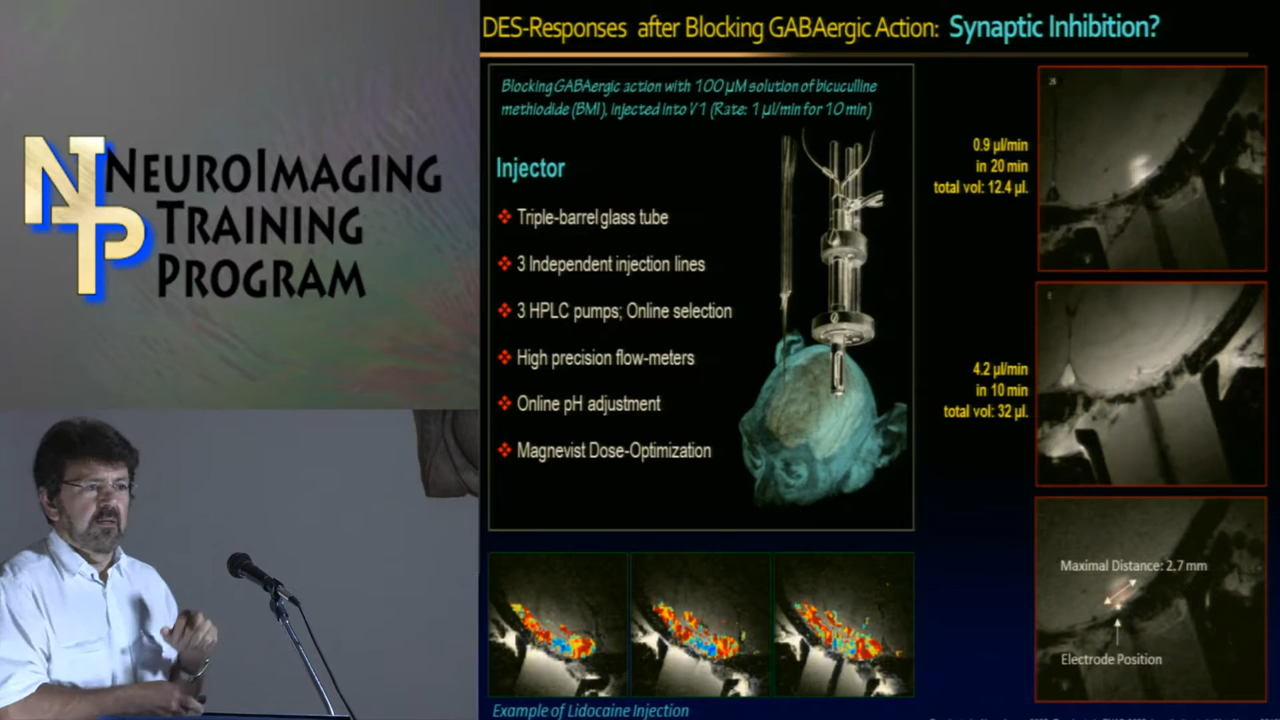 NEUROIMAGING
TRAINING
PROGRAM
NTP
DES-Responses after Blocking GABAergic Action: Synaptic Inhibition?
Blocking GABAergic action with 100 µM solution of bicuculline
methiodide (BMI), injected into V1 (Rate: 1 µl/min for 10 min)
Injector
Triple-barrel glass tube
3 Independent injection lines
3 HPLC pumps; Online selection
High precision flow-meters
Online pH adjustment
Magnevist Dose-Optimization
Example of Lidocaine Injection
0.9 µl/min
in 20 min
total vol: 12.4 µl.
4.2 µl/min
in 10 min
total vol: 32 µl.
Maximal Distance: 2.7 mm
Electrode Position